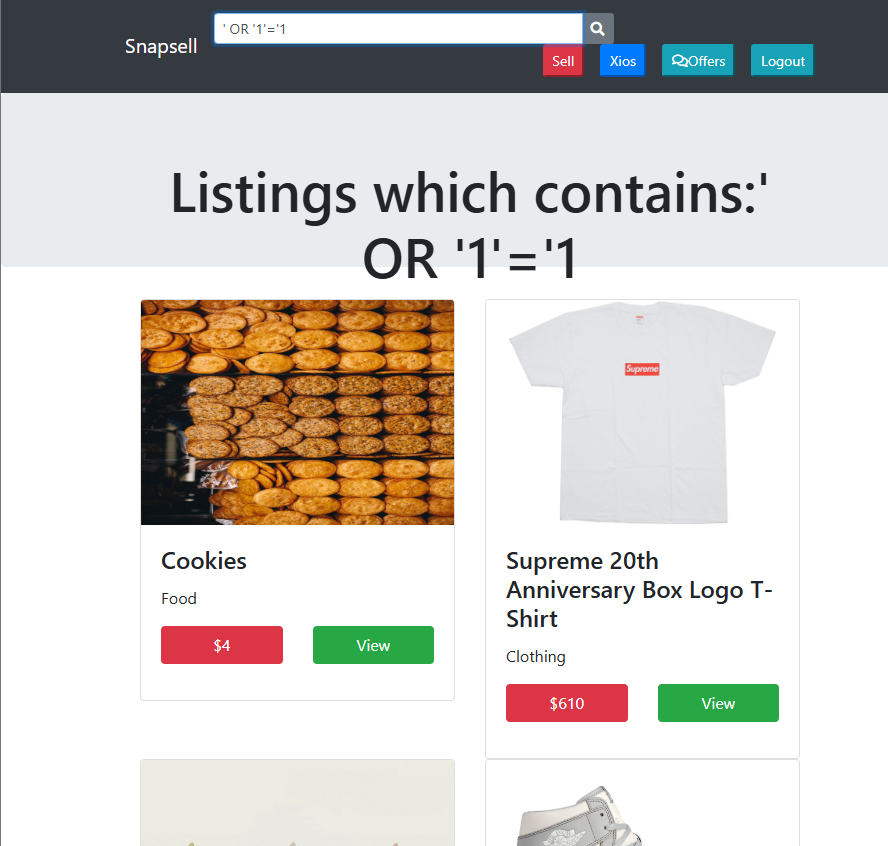 ' OR '1'='1
Snapsell
Sell
Xios
Offers
Logout
Listings which contains:'
OR '1'='1
Supreme
Cookies
Food
$4
View
Supreme 20th
Anniversary Box Logo T-
Shirt
Clothing
$610
View